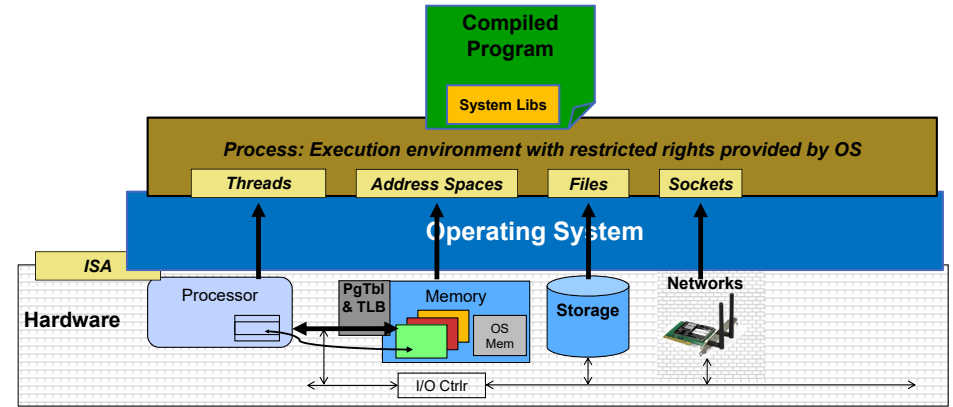 Compiled
Program
System Libs
Process: Execution environment with restricted rights provided by OS
Threads
Address Spaces
Files
Sockets
Operating System
ISA
Hardware
Processor
PgTbl
& TLB
Memory
OS
Mem
Storage
Networks
I/O Ctrlr